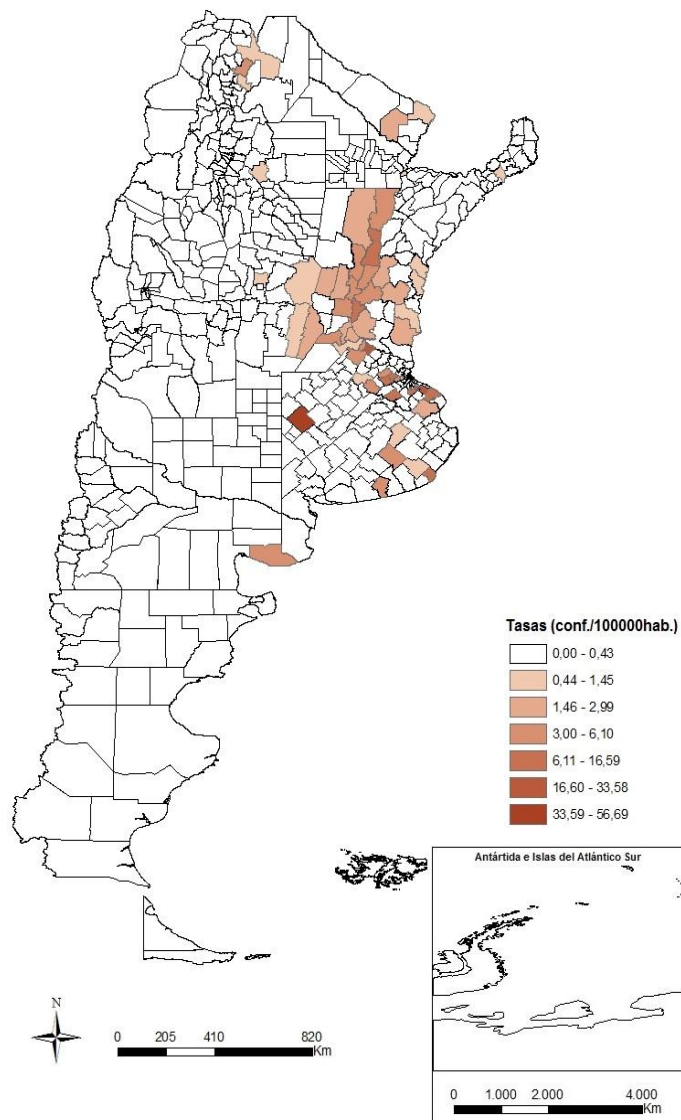 Tasas (conf./100000hab.)
0,00 - 0,43
0,44 - 1,45
1,46 - 2,99
3,00 - 6,10
6,11 - 16,59
16,60 - 33,58
33,59 - 56,69
Antártida e Islas del Atlántico Sur
N
0 205 410 820
Km
0 1.000 2.000 4.000
Km